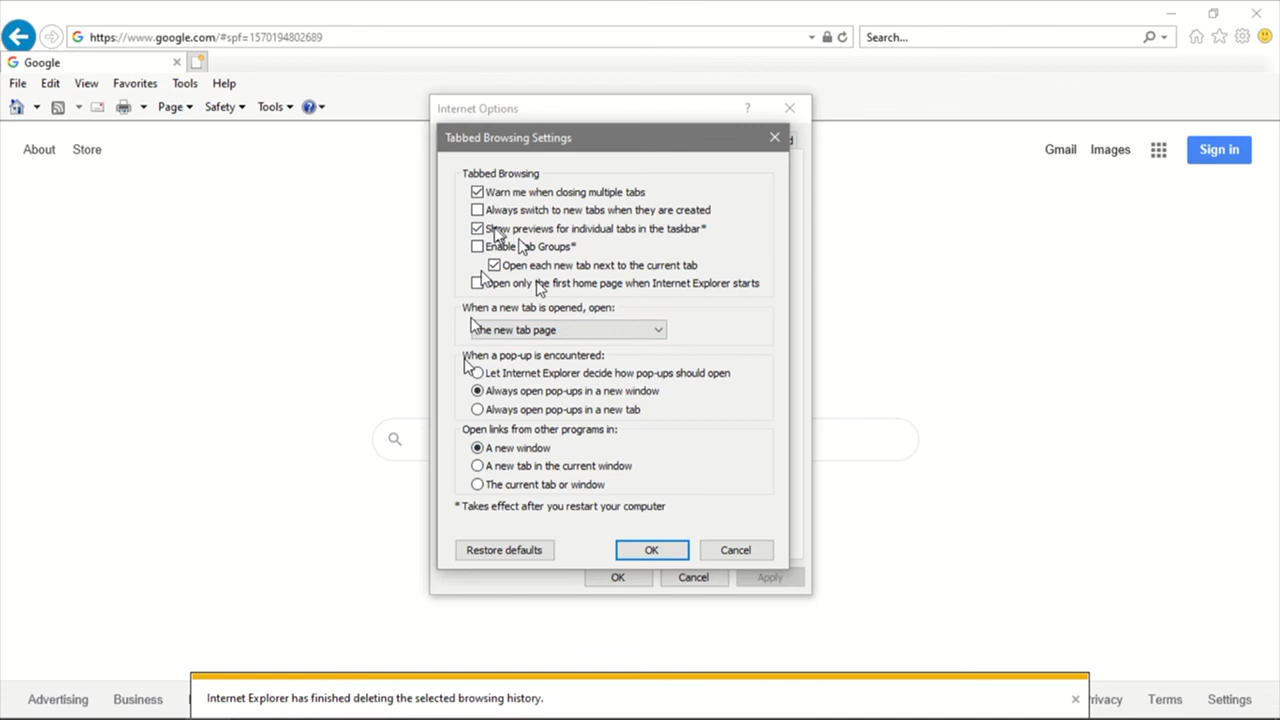 https://www.google.com/#spf=1570194802689
Search...
Google
File Edit View Favorites Tools Help
Page Safety Tools
Internet Options ?
Tabbed Browsing Settings
About Store
Gmail Images Sign in
Tabbed Browsing
Warn me when closing multiple tabs
Always switch to new tabs when they are created
Show previews for individual tabs in the taskbar*
Enable Tab Groups*
Open each new tab next to the current tab
Open only the first home page when Internet Explorer starts
When a new tab is opened, open:
The new tab page
When a pop-up is encountered:
Let Internet Explorer decide how pop-ups should open
Always open pop-ups in a new window
Always open pop-ups in a new tab
Open links from other programs in:
A new window
A new tab in the current window
The current tab or window
* Takes effect after you restart your computer
Restore defaults OK Cancel
OK Cancel Apply
Advertising Business
Internet Explorer has finished deleting the selected browsing history.
rivacy Terms Settings